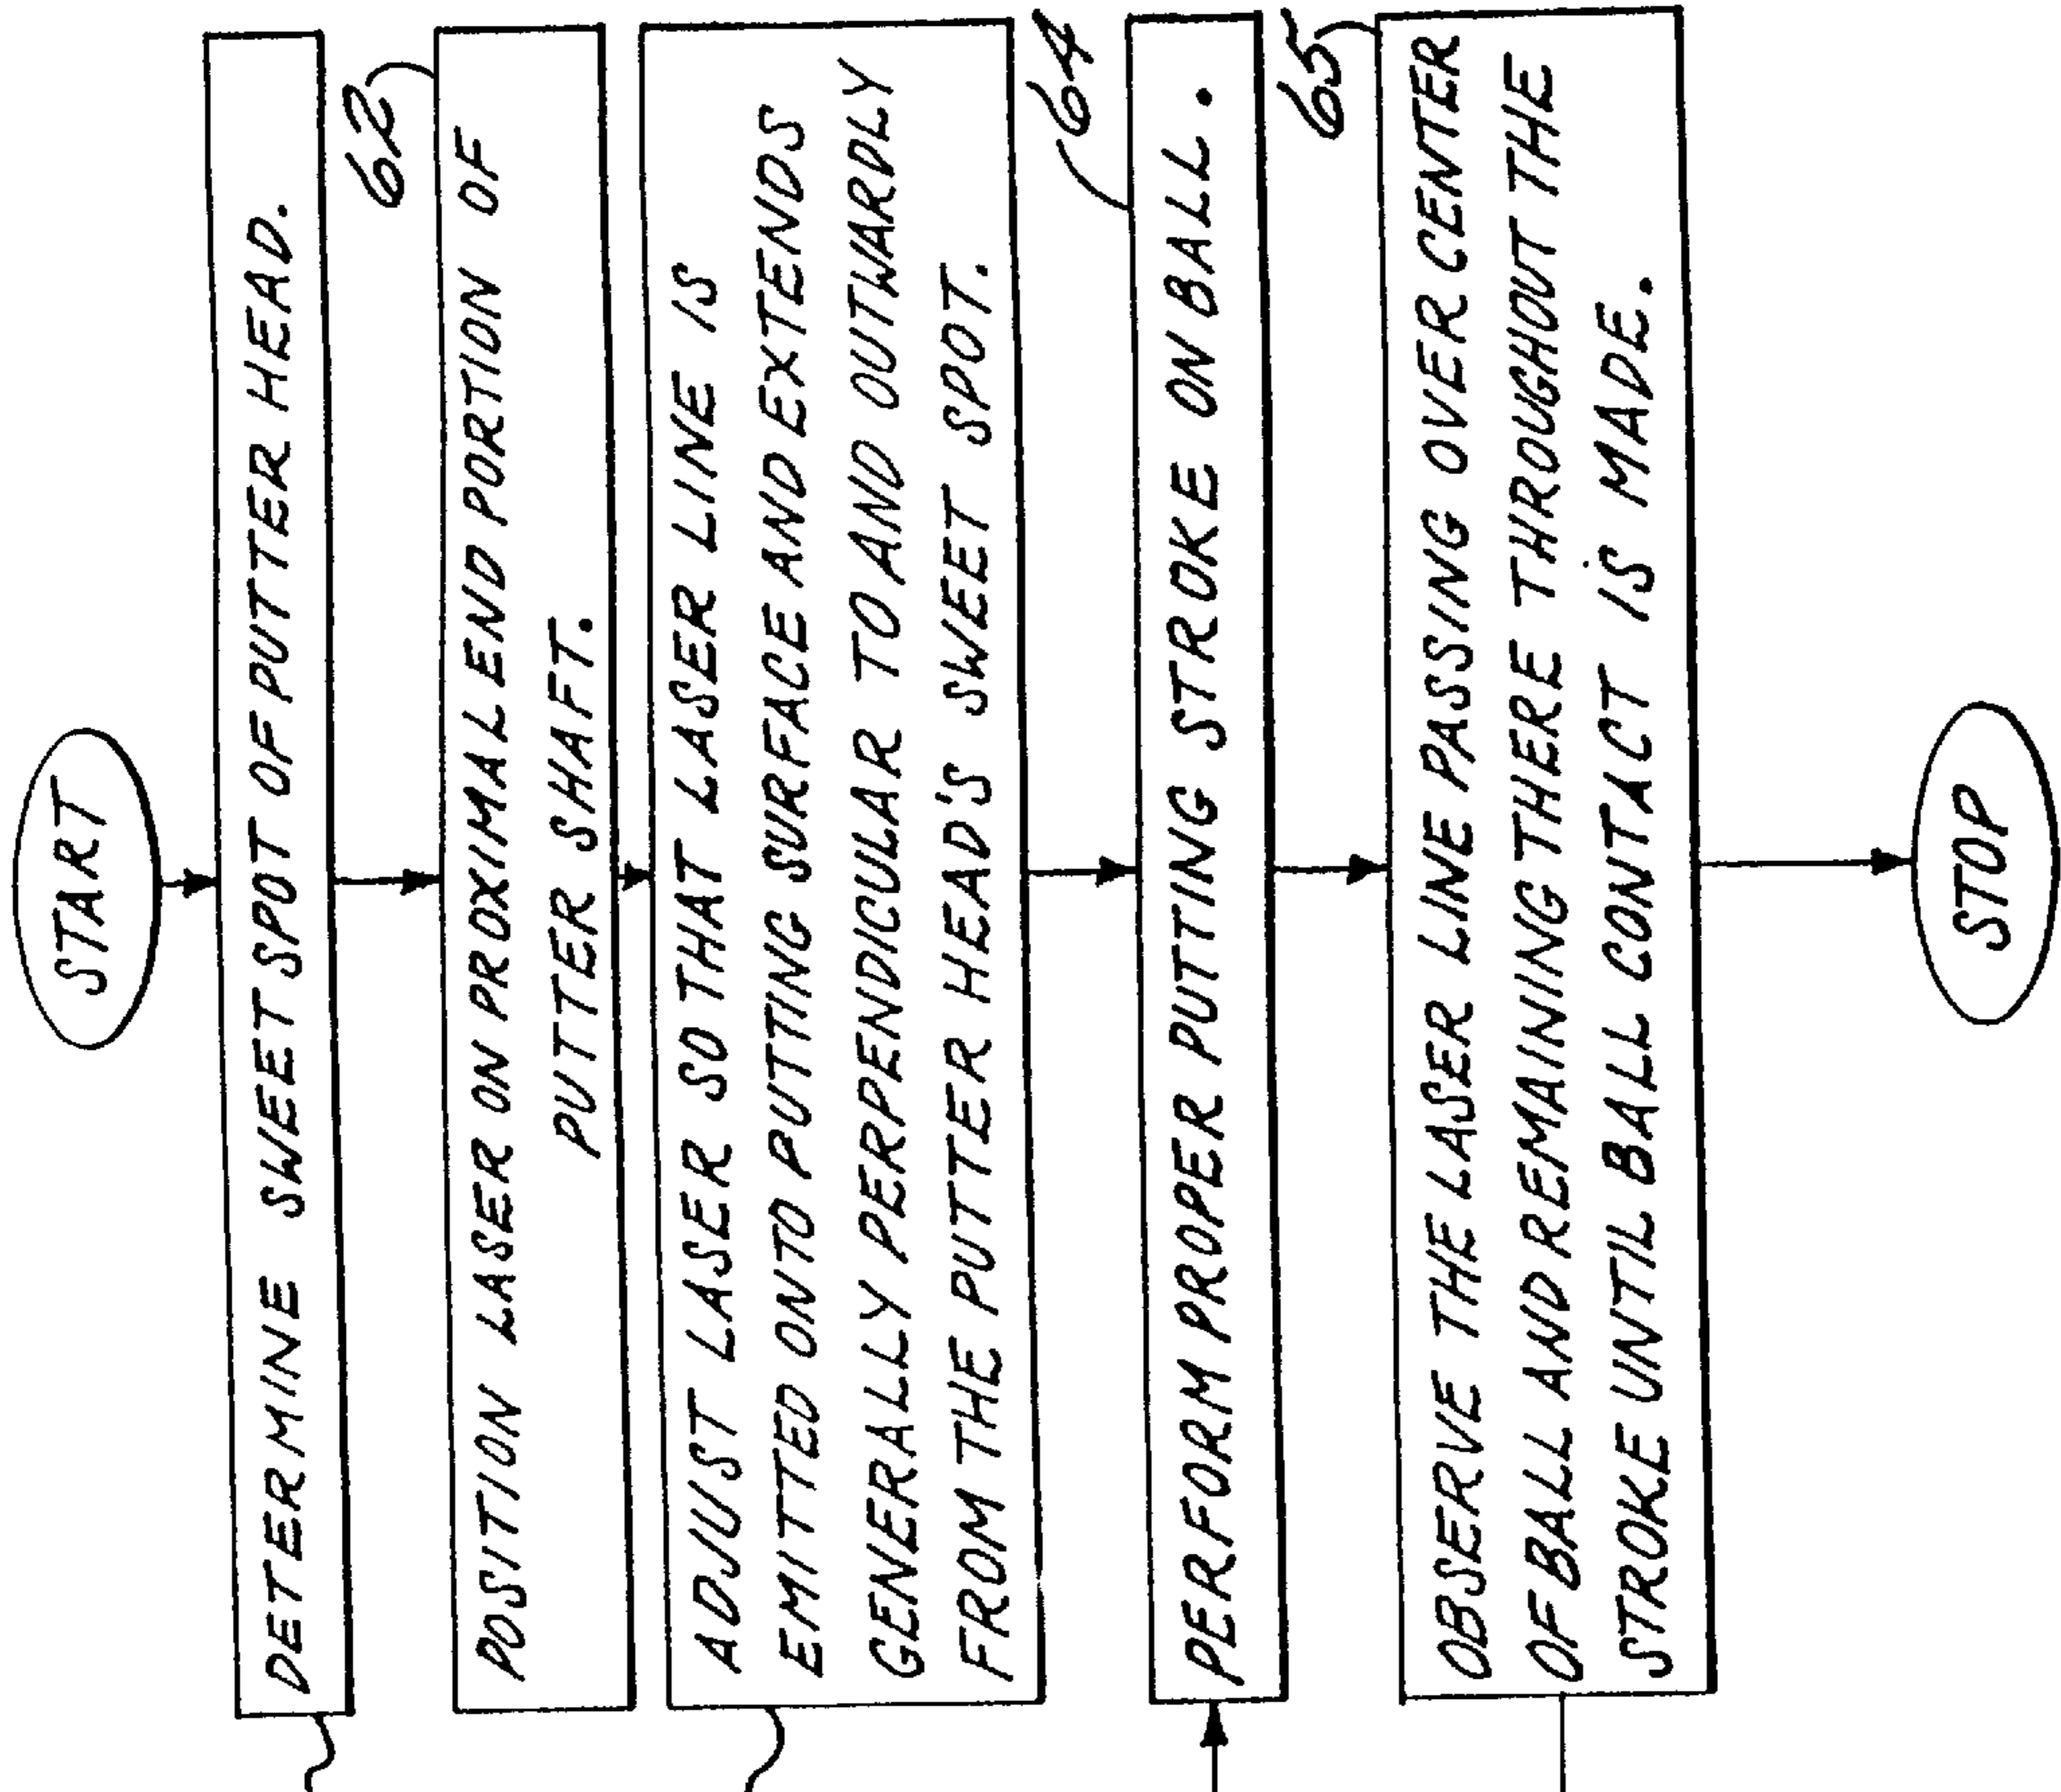 START
DETERMINE SWEET SPOT OF PUTTER HEAD.
62
POSITION LASER ON PROXIMAL END PORTION OF
PUTTER SHAFT.
ADJUST LASER SO THAT LASER LINE IS
EMITTED ONTO PUTTING SURFACE AND EXTENDS
GENERALLY PERPENDICULAR TO AND OUTWARDLY
FROM THE PUTTER HEAD'S SWEET SPOT.
64
PERFORM PROPER PUTTING STROKE ON BALL.
65
OBSERVE THE LASER LINE PASSING OVER CENTER
OF BALL AND REMAINING THERE THROUGHOUT THE
STROKE UNTIL BALL CONTACT IS MADE.
STOP